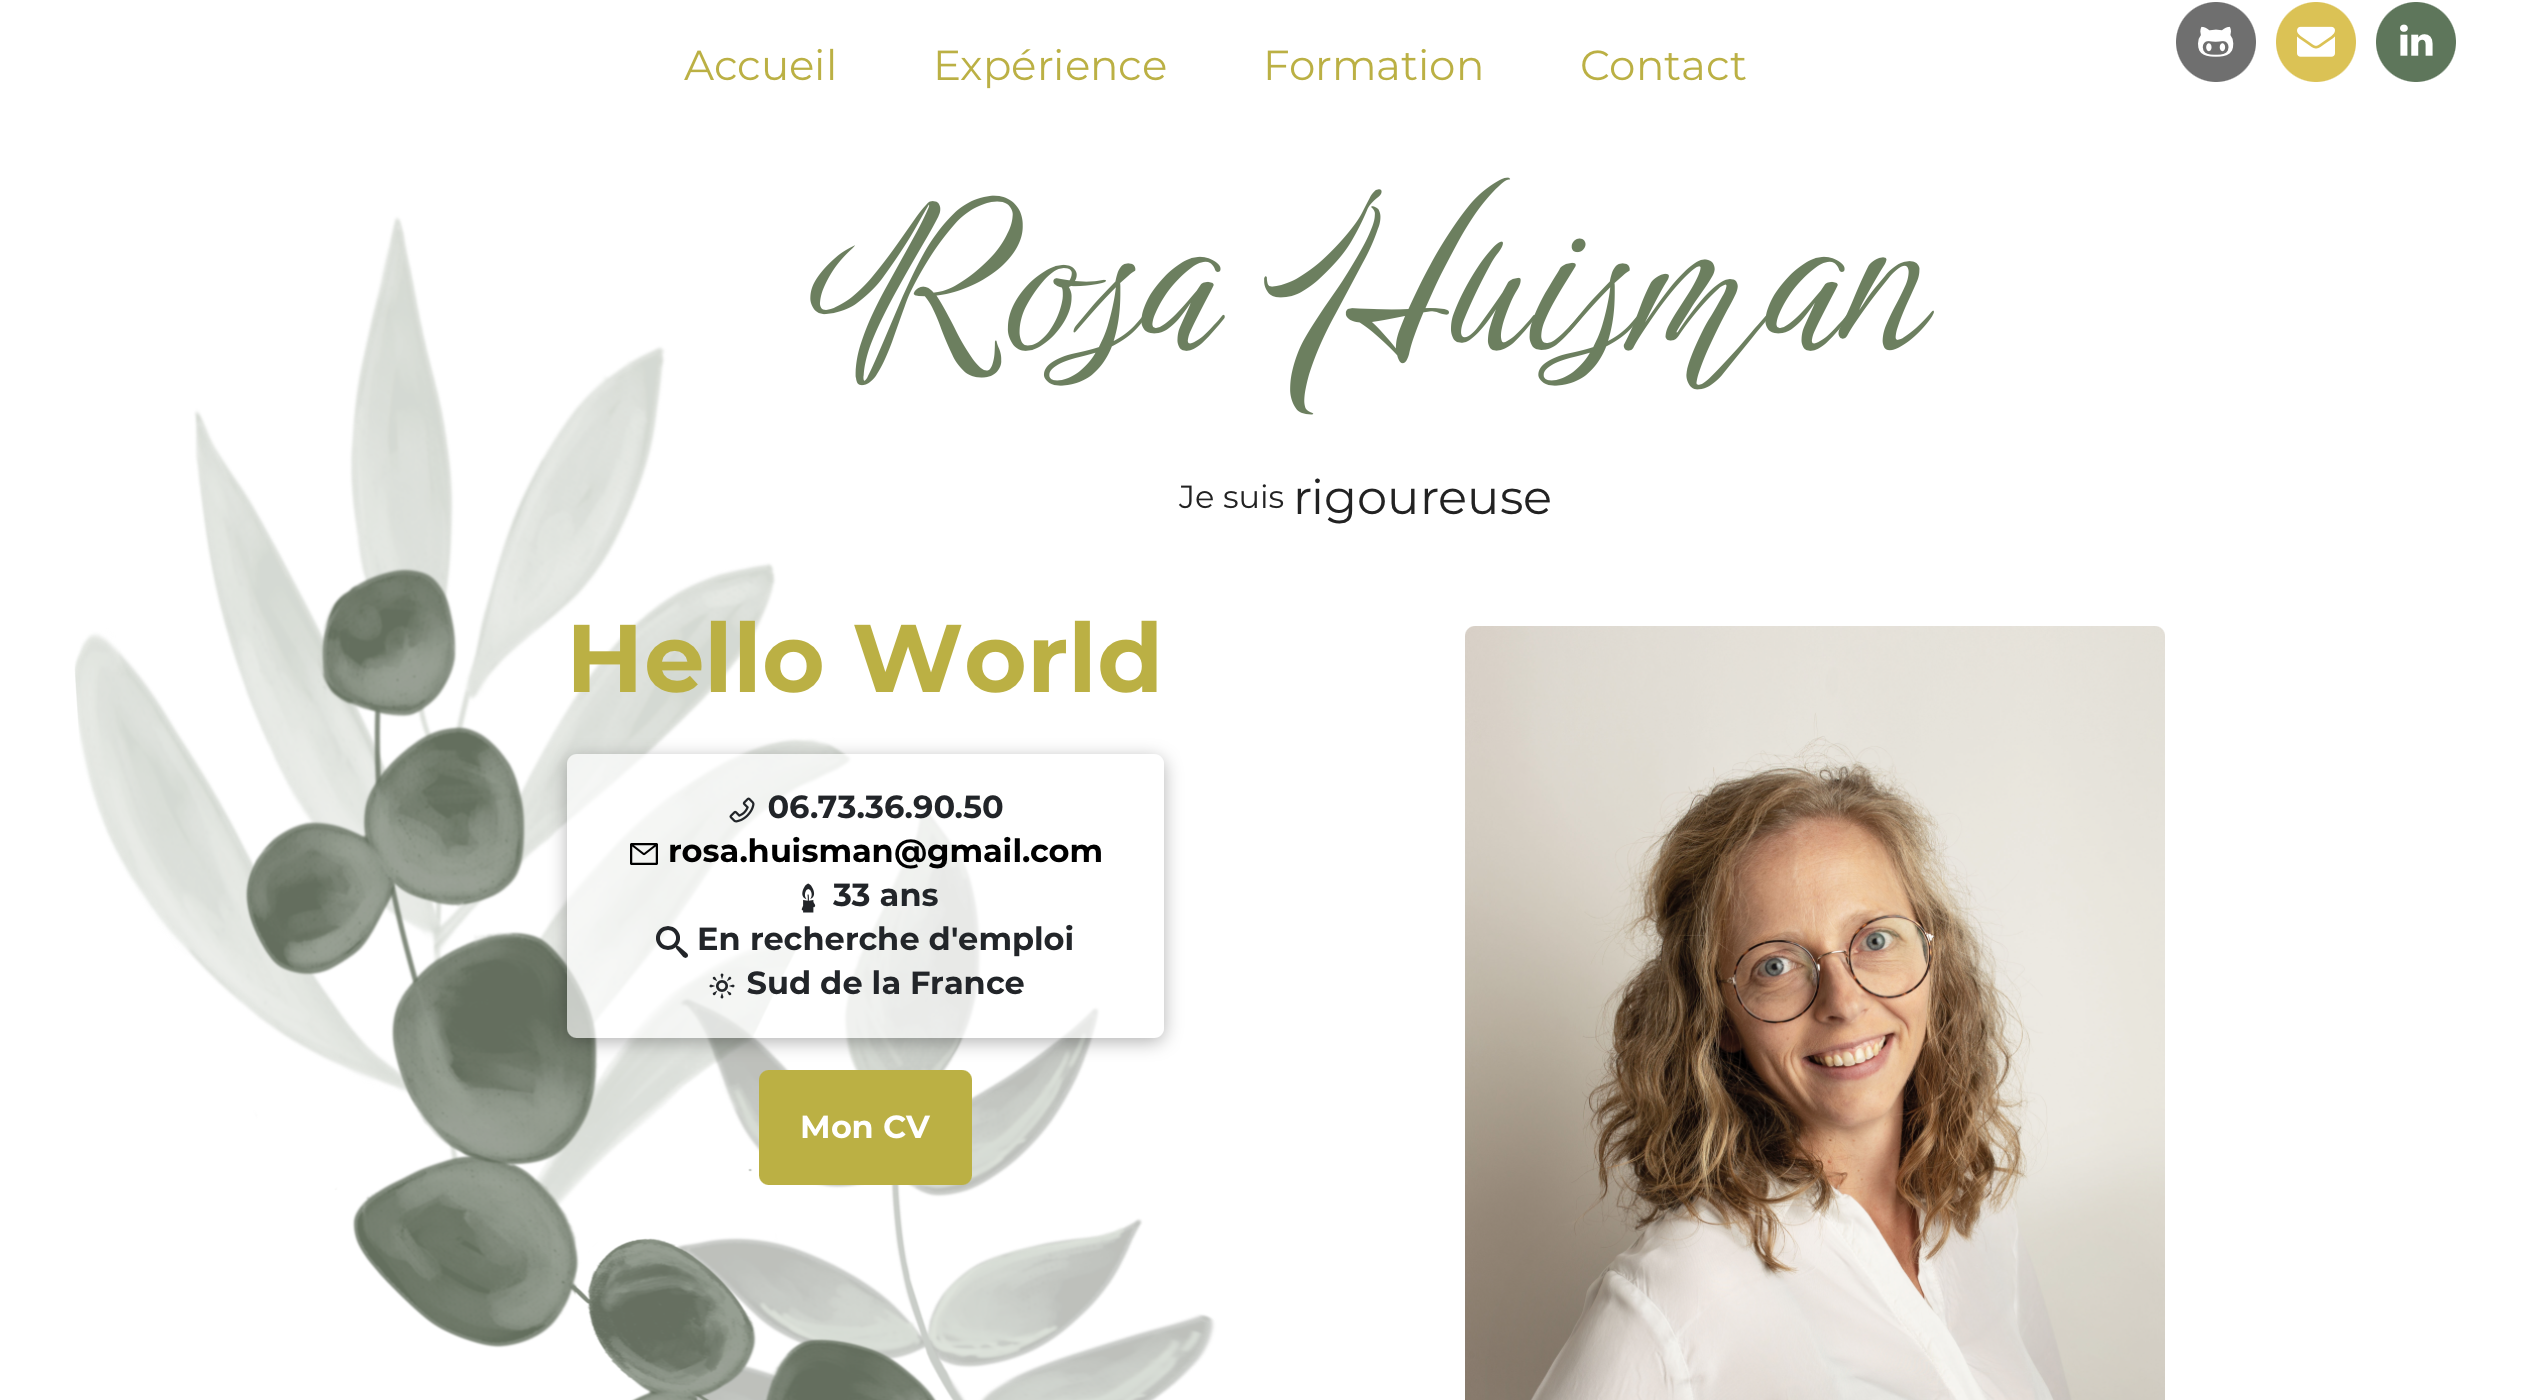 Accueil Expérience Formation Contact
in
Rosa Huisman
Je suis rigoureuse
Hello World
06.73.36.90.50
rosa.huisman@gmail.com
33 ans
En recherche d'emploi
Sud de la France
Mon CV